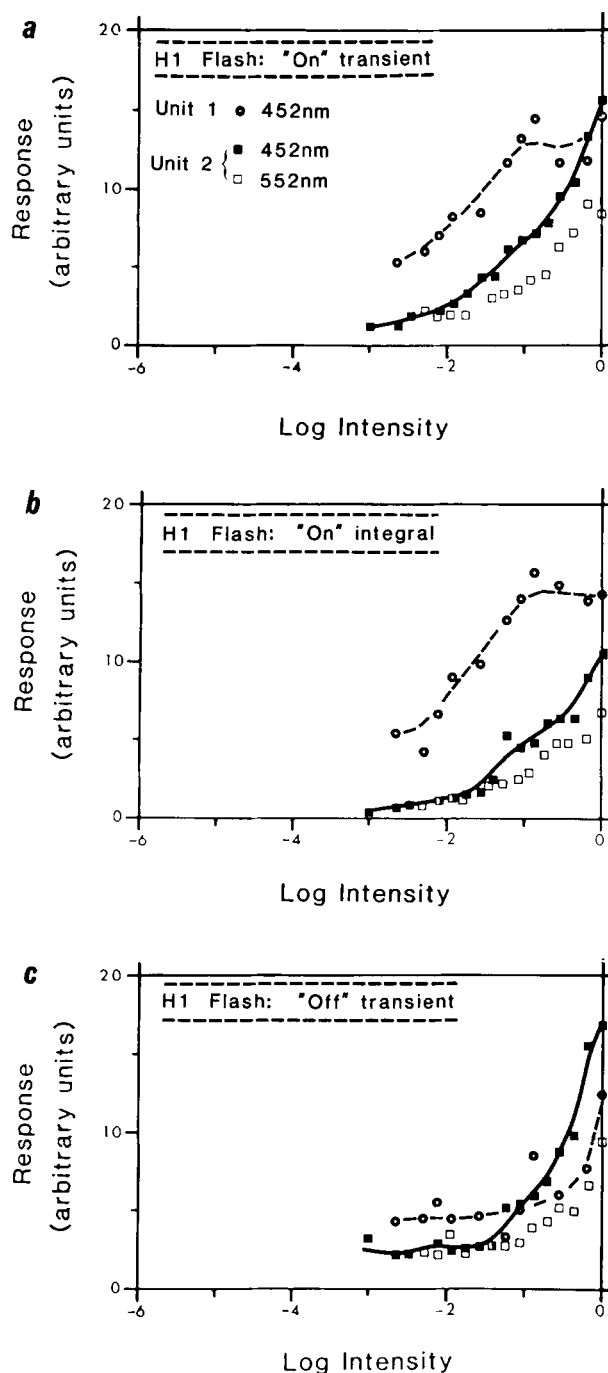 a
20
H1 Flash: "On" transient
Unit 1 452nm
Unit 2 { 452nm
552nm
Response
(arbitrary units)
10
0
-6
-4
-2
0
Log Intensity
b
20
H1 Flash: "On" integral
Response
(arbitrary units)
10
0
-6
-4
-2
0
Log Intensity
c
20
H1 Flash: "Off" transient
Response
(arbitrary units)
10
0
-6
-4
-2
0
Log Intensity